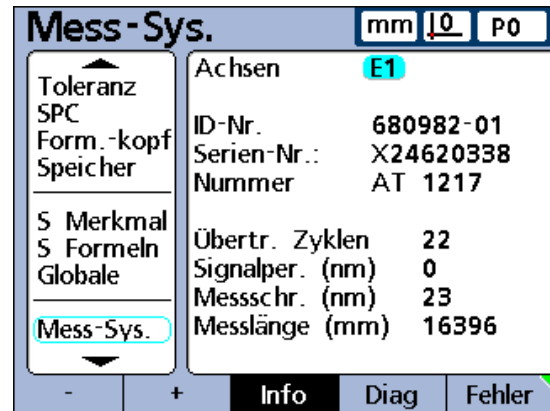 Mess-Sys.
mm 0 P0
Toleranz
SPC
Form.-kopf
Speicher
S Merkmal
S Formeln
Globale
Mess-Sys.
Achsen E1
ID-Nr. 680982-01
Serien-Nr.: X24620338
Nummer AT 1217
Übertr. Zyklen 22
Signalper. (nm) 0
Messschr. (nm) 23
Messlänge (mm) 16396
- + Info Diag Fehler